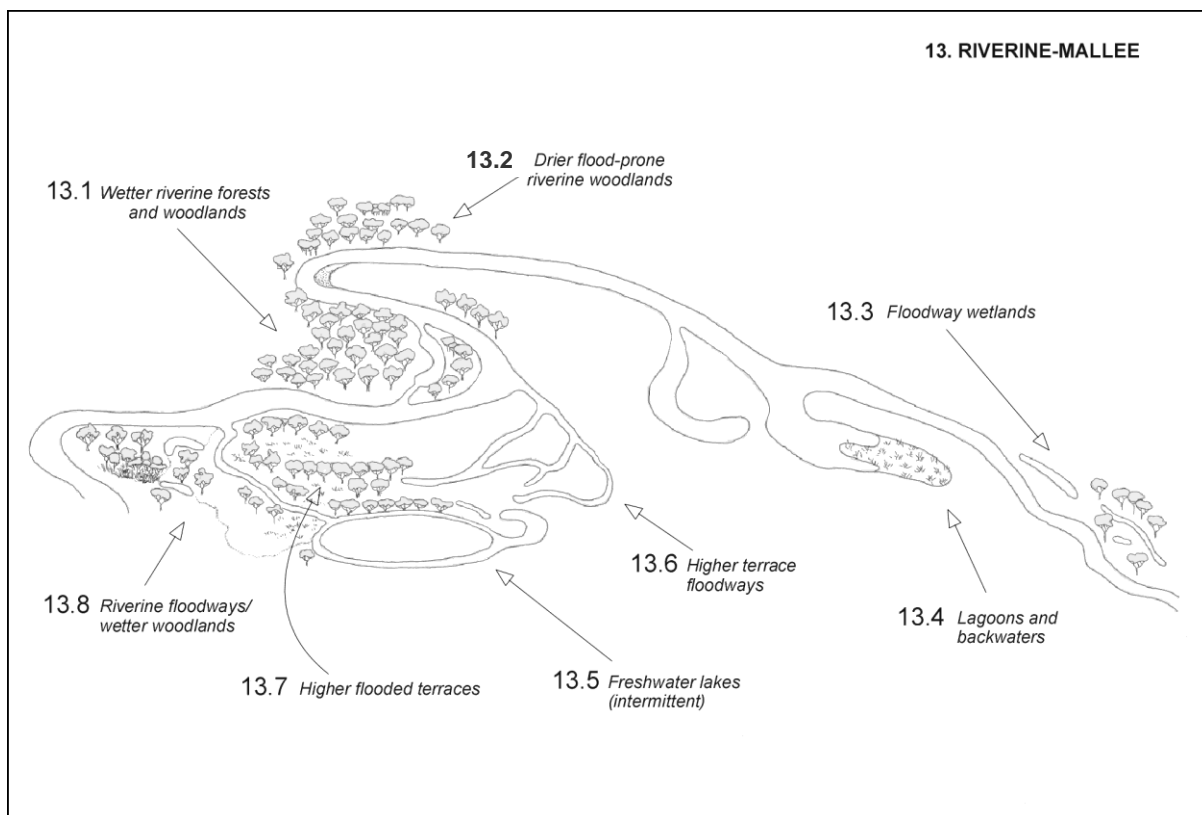 13. RIVERINE-MALLEE
13.2 Drier flood-prone
riverine woodlands
13.1 Wetter riverine forests
and woodlands
13.3 Floodway wetlands
13.6 Higher terrace
floodways
13.8 Riverine floodways/
wetter woodlands
13.4 Lagoons and
backwaters
13.7 Higher flooded terraces
13.5 Freshwater lakes
(intermittent)